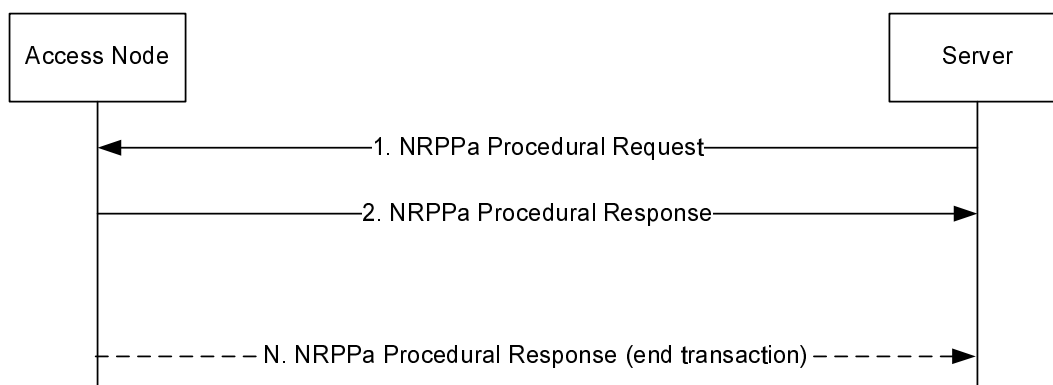 Access Node
Server
1. NRPPa Procedural Request
2. NRPPa Procedural Response
N. NRPPa Procedural Response (end transaction)